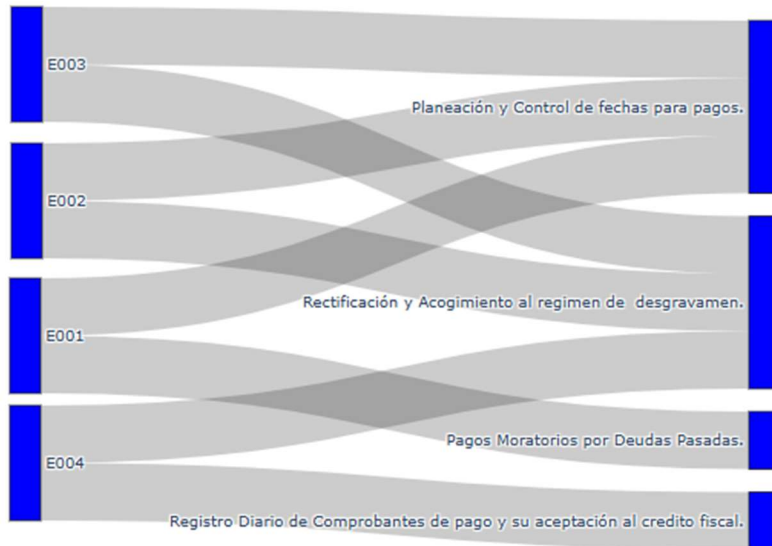 E003
Planeación y Control de fechas para pagos.
E002
Rectificación y Acogimiento al regimen de  desgravamen.
E001
Pagos Moratorios por Deudas Pasadas.
E004
Registro Diario de Comprobantes de pago y su aceptación al credito fiscal.